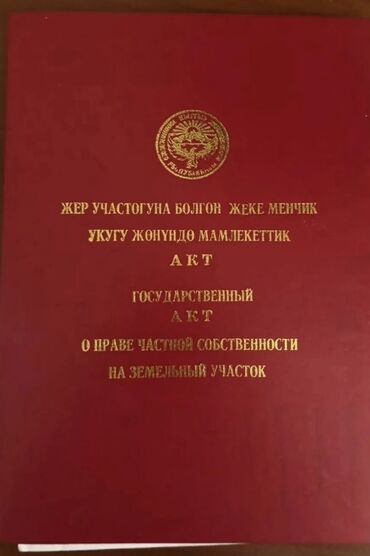 ЖЕР УЧАСТОГУНА БОЛГОН ЖЕКЕ МЕНЧИК
УКУГУ ЖӨНҮНДӨ МАМЛЕКЕТТИК
АКТ
ГОСУДАРСТВЕННЫЙ
АКТ
О ПРАВЕ ЧАСТНОЙ СОБСТВЕННОСТИ
НА ЗЕМЕЛЬНЫЙ УЧАСТОК